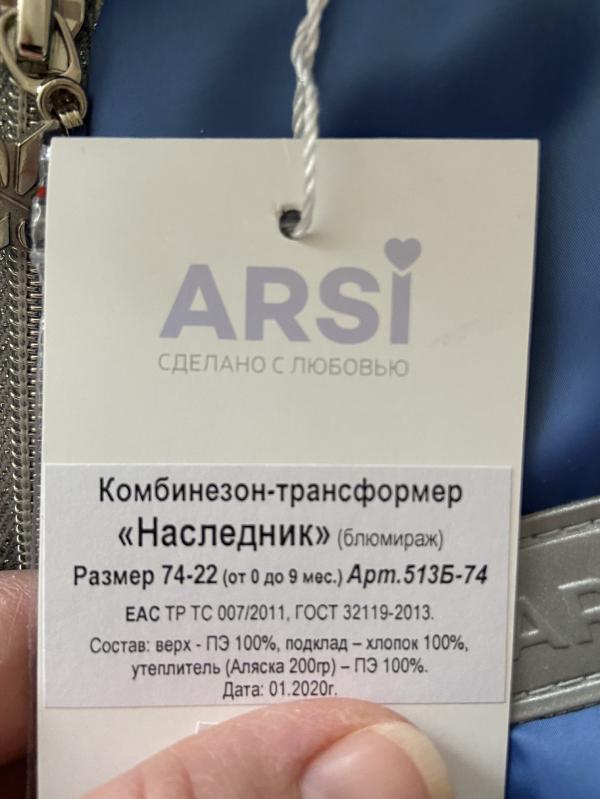 ARSI
СДЕЛАНО С ЛЮБОВЬЮ
Комбинезон-трансформер
«Наследник» (блюмираж)
Размер 74-22 (от 0 до 9 мес.) Арт.513Б-74
ЕАС ТР ТС 007/2011, ГОСТ 32119-2013.
Состав: верх - ПЭ 100%, подклад – хлопок 100%,
утеплитель (Аляска 200гр) – ПЭ 100%.
Дата: 01.2020г.
AR